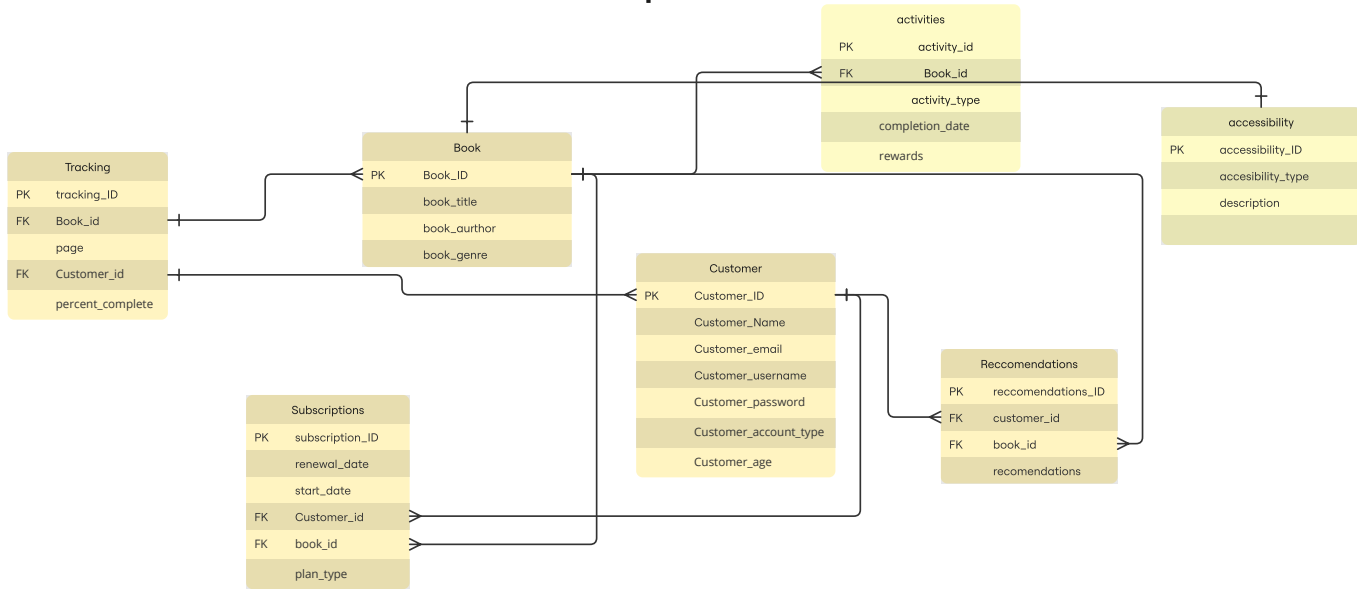 activities
PK activity_id
FK Book_id
activity_type
completion_date
rewards
accessibility
PK accessibility_ID
accesibility_type
description
Book
PK Book_ID
book_title
book_aurthor
book_genre
Tracking
PK tracking_ID
FK Book_id
page
FK Customer_id
percent_complete
Customer
PK Customer_ID
Customer_Name
Customer_email
Customer_username
Customer_password
Customer_account_type
Customer_age
Reccomendations
PK reccomendations_ID
FK customer_id
FK book_id
recomendations
Subscriptions
PK subscription_ID
renewal_date
start_date
FK Customer_id
FK book_id
plan_type